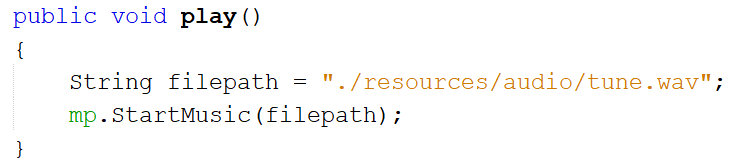 public void play()
{
    String filepath = "./resources/audio/tune.wav";
    mp.StartMusic(filepath);
}